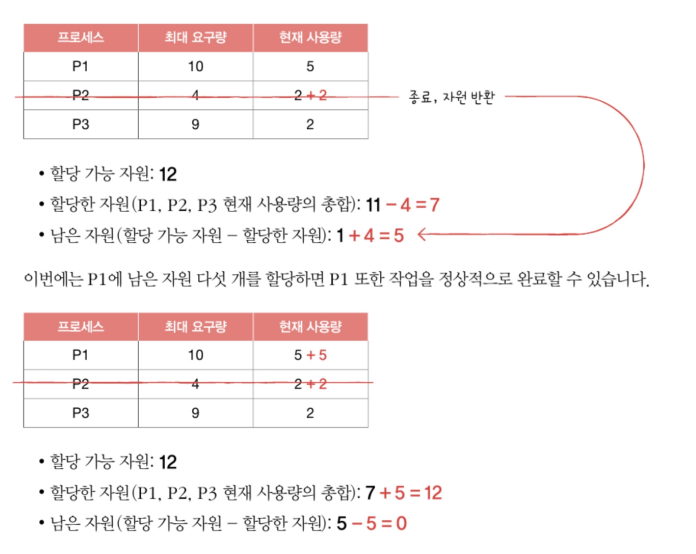 프로세스 최대 요구량 현재 사용량
P1 10 5
P2 4 2 + 2 종료, 자원 반환
P3 9 2
• 할당 가능 자원: 12
• 할당한 자원(P1, P2, P3 현재 사용량의 총합): 11 – 4 = 7
• 남은 자원(할당 가능 자원 – 할당한 자원): 1 + 4 = 5
이번에는 P1에 남은 자원 다섯 개를 할당하면 P1 또한 작업을 정상적으로 완료할 수 있습니다.
프로세스 최대 요구량 현재 사용량
P1 10 5 + 5
P2 4 2 + 2
P3 9 2
• 할당 가능 자원: 12
• 할당한 자원(P1, P2, P3 현재 사용량의 총합): 7 + 5 = 12
• 남은 자원(할당 가능 자원 – 할당한 자원): 5 – 5 = 0